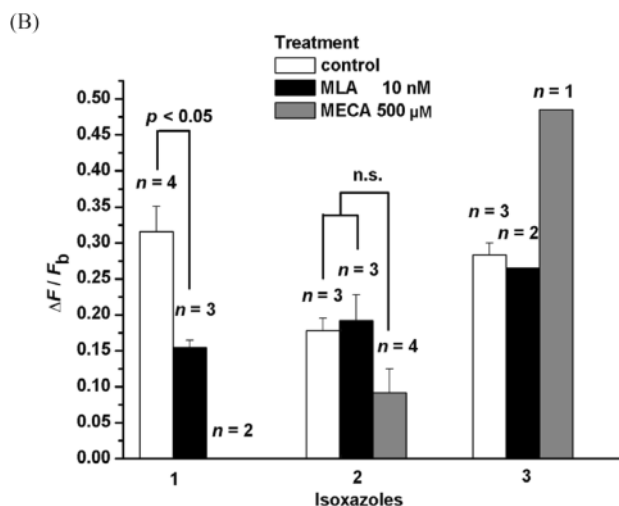 (B)
Treatment
control
MLA 10 nM
MECA 500 µM
0.50
0.45
0.40
0.35
0.30
0.25
0.20
0.15
0.10
0.05
0.00
ΔF / Fb
p < 0.05
n = 4
n = 3
n = 2
n.s.
n = 3
n = 3
n = 4
n = 3
n = 2
n = 1
1 2 3
Isoxazoles